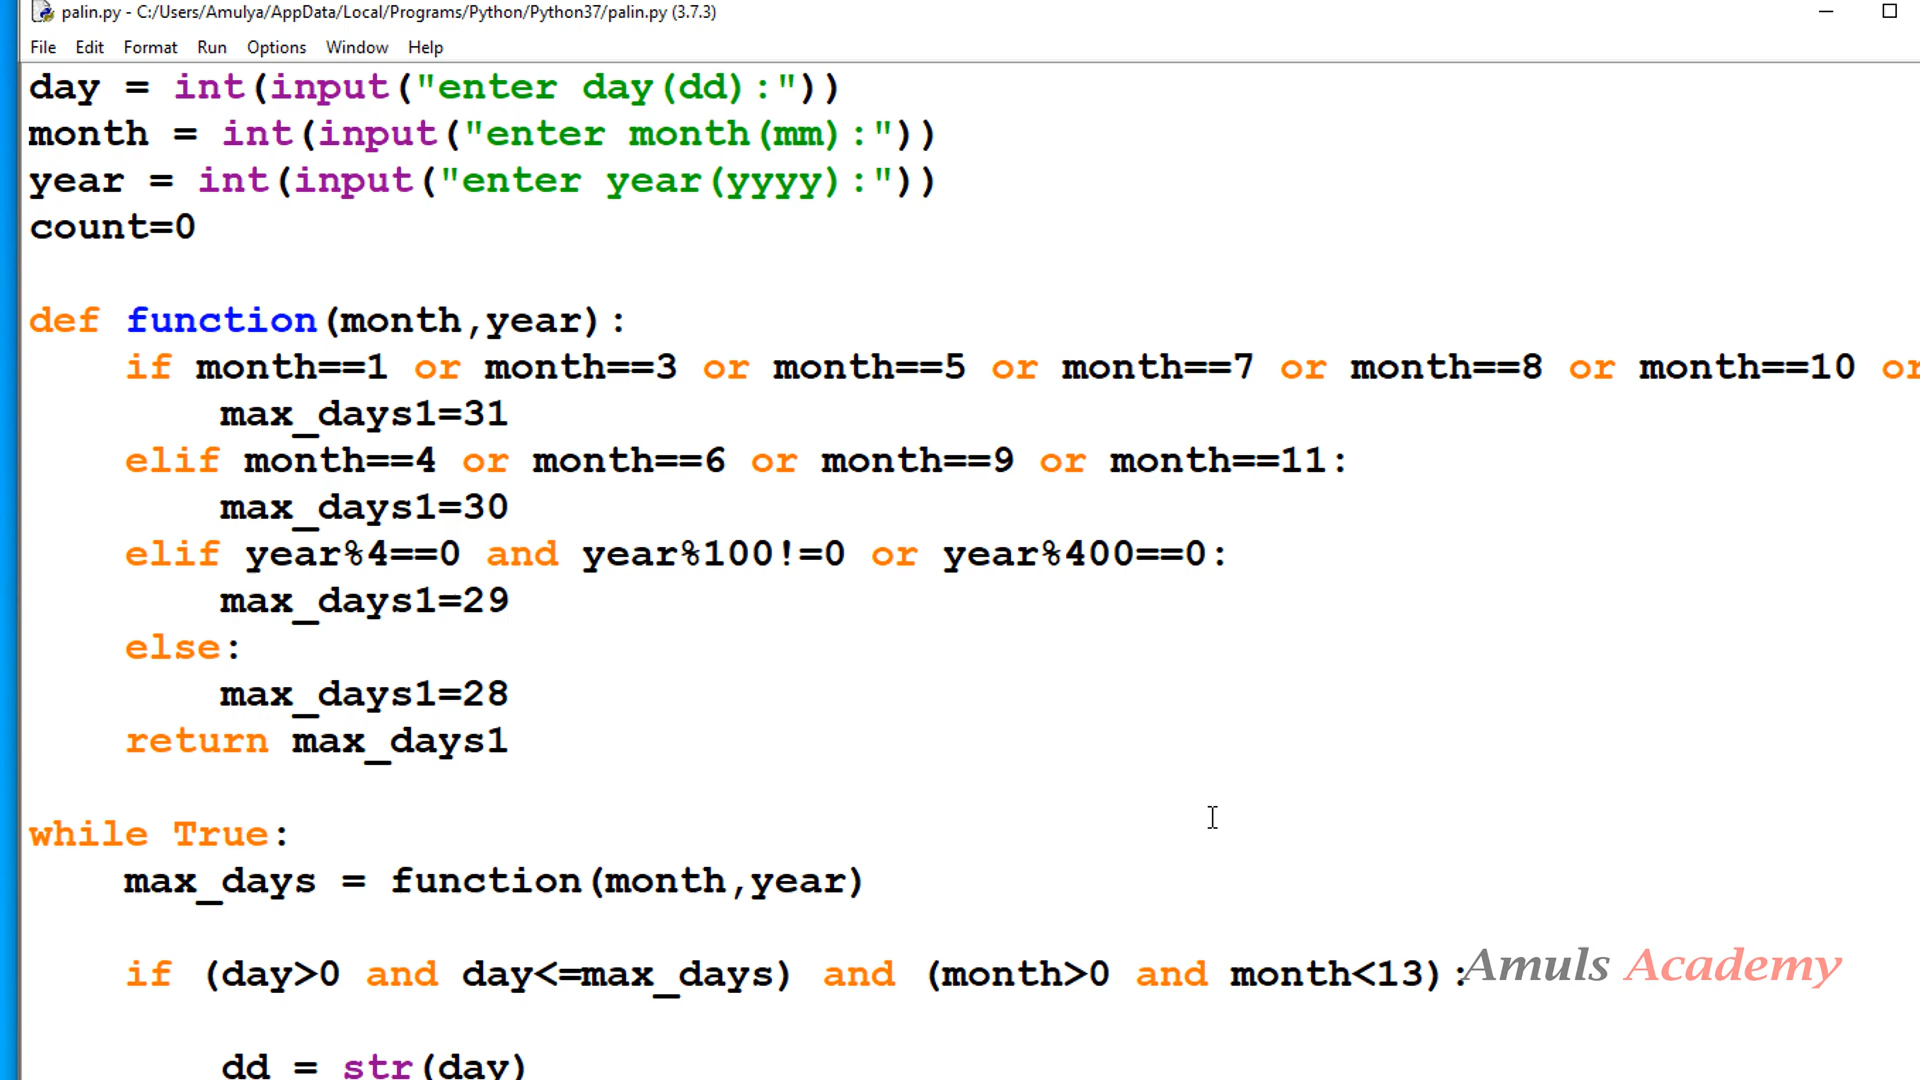 palin.py - C:/Users/Amulya/AppData/Local/Programs/Python/Python37/palin.py (3.7.3)
File Edit Format Run Options Window Help
day = int(input("enter day(dd):"))
month = int(input("enter month(mm):"))
year = int(input("enter year(yyyy):"))
count=0
def function(month,year):
    if month==1 or month==3 or month==5 or month==7 or month==8 or month==10 or
        max_days1=31
    elif month==4 or month==6 or month==9 or month==11:
        max_days1=30
    elif year%4==0 and year%100!=0 or year%400==0:
        max_days1=29
    else:
        max_days1=28
    return max_days1
while True:
    max_days = function(month,year)
    if (day>0 and day<=max_days) and (month>0 and month<13):
Amuls Academy
        dd = str(day)